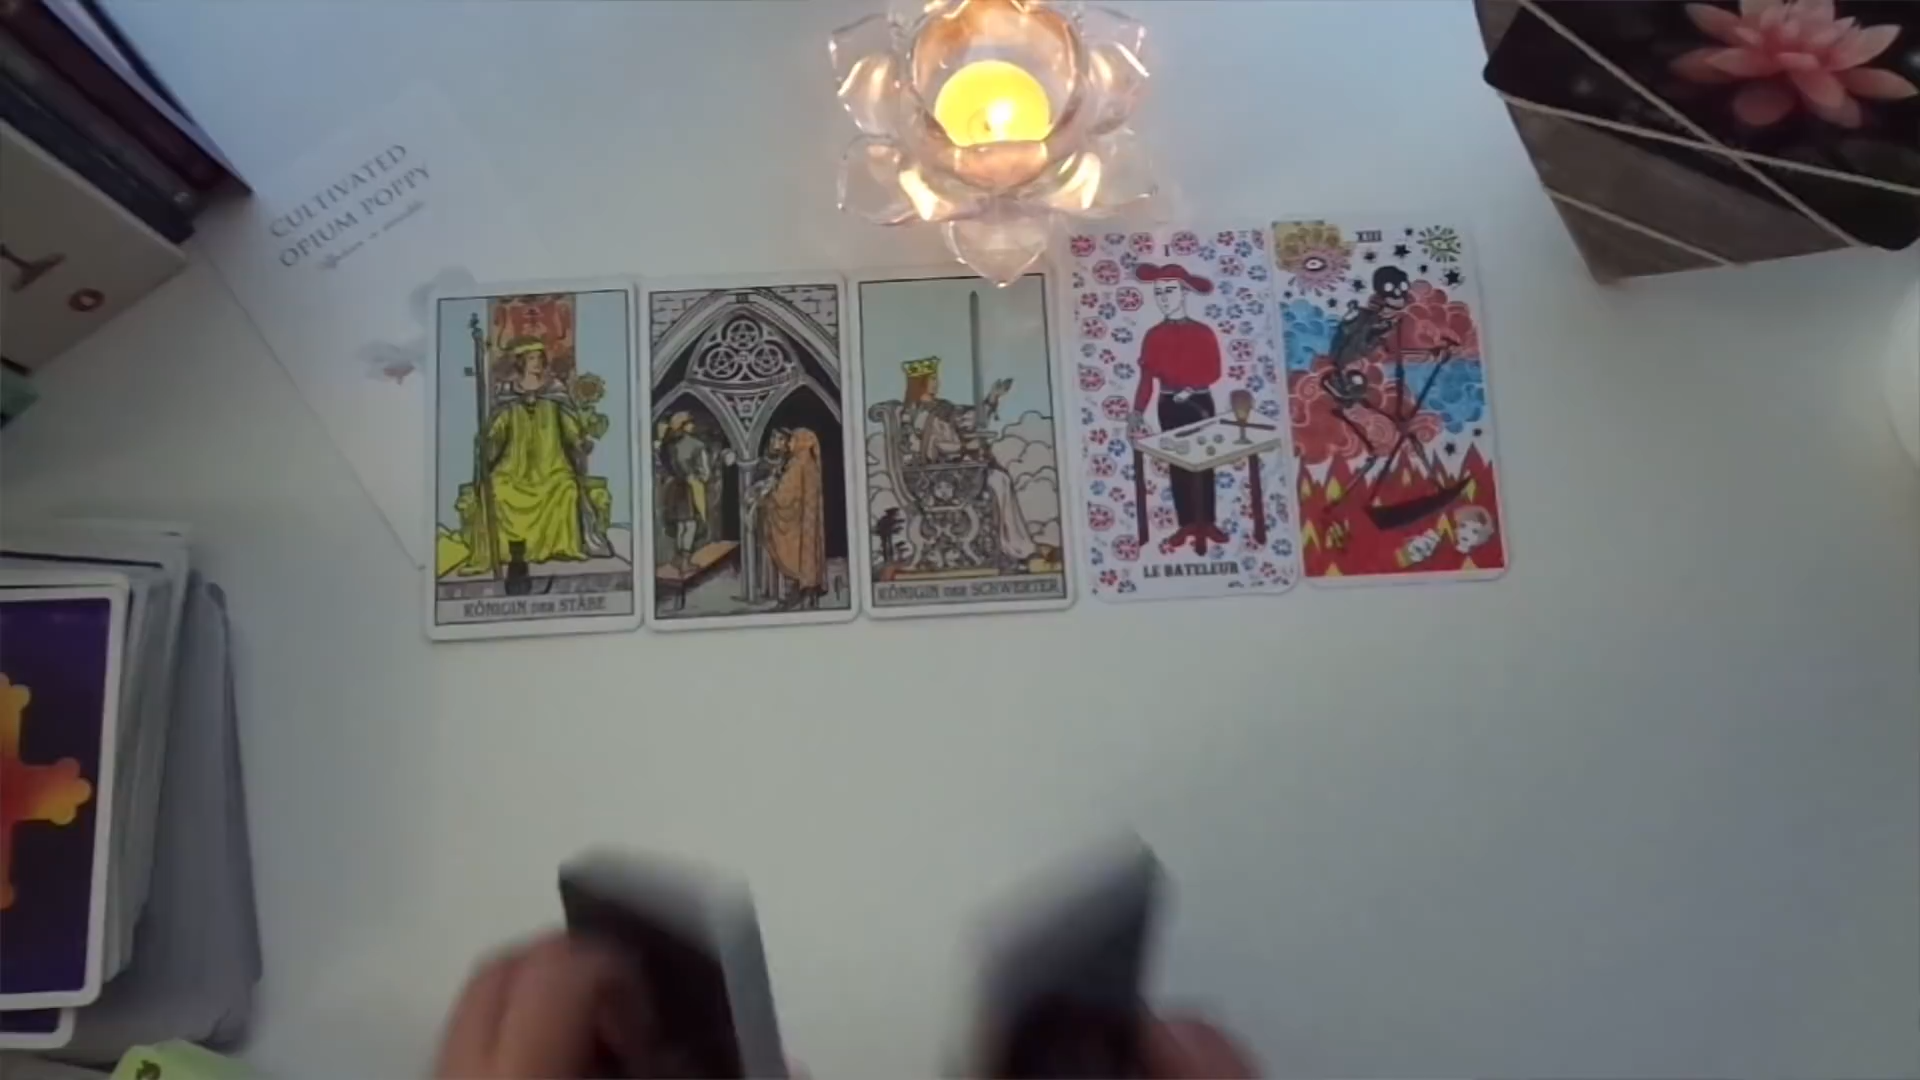 CULTIVATED
OPIUM POPPY
I
XIII
LE BATELEUR
KÖNIGIN DER STÄBE
KÖNIGIN DER SCHWERTER